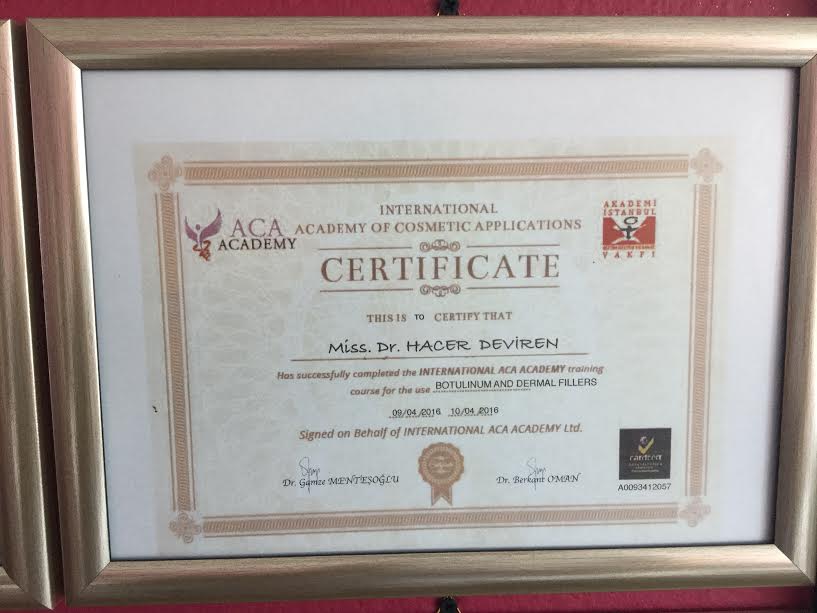 INTERNATIONAL
ACADEMY OF COSMETIC APPLICATIONS
ACA
ACADEMY
AKADEMİ
İSTANBUL
VAKFI
CERTIFICATE
THIS IS TO CERTIFY THAT
Miss. Dr. HACER DEVIREN
Has successfully completed the INTERNATIONAL ACA ACADEMY training
course for the use BOTULINUM AND DERMAL FILLERS
09/04/2016 10/04/2016
Signed on Behalf of INTERNATIONAL ACA ACADEMY Ltd.
Dr. Gamze MENTEŞOĞLU
Dr. Berkant OMAN
A0093412057